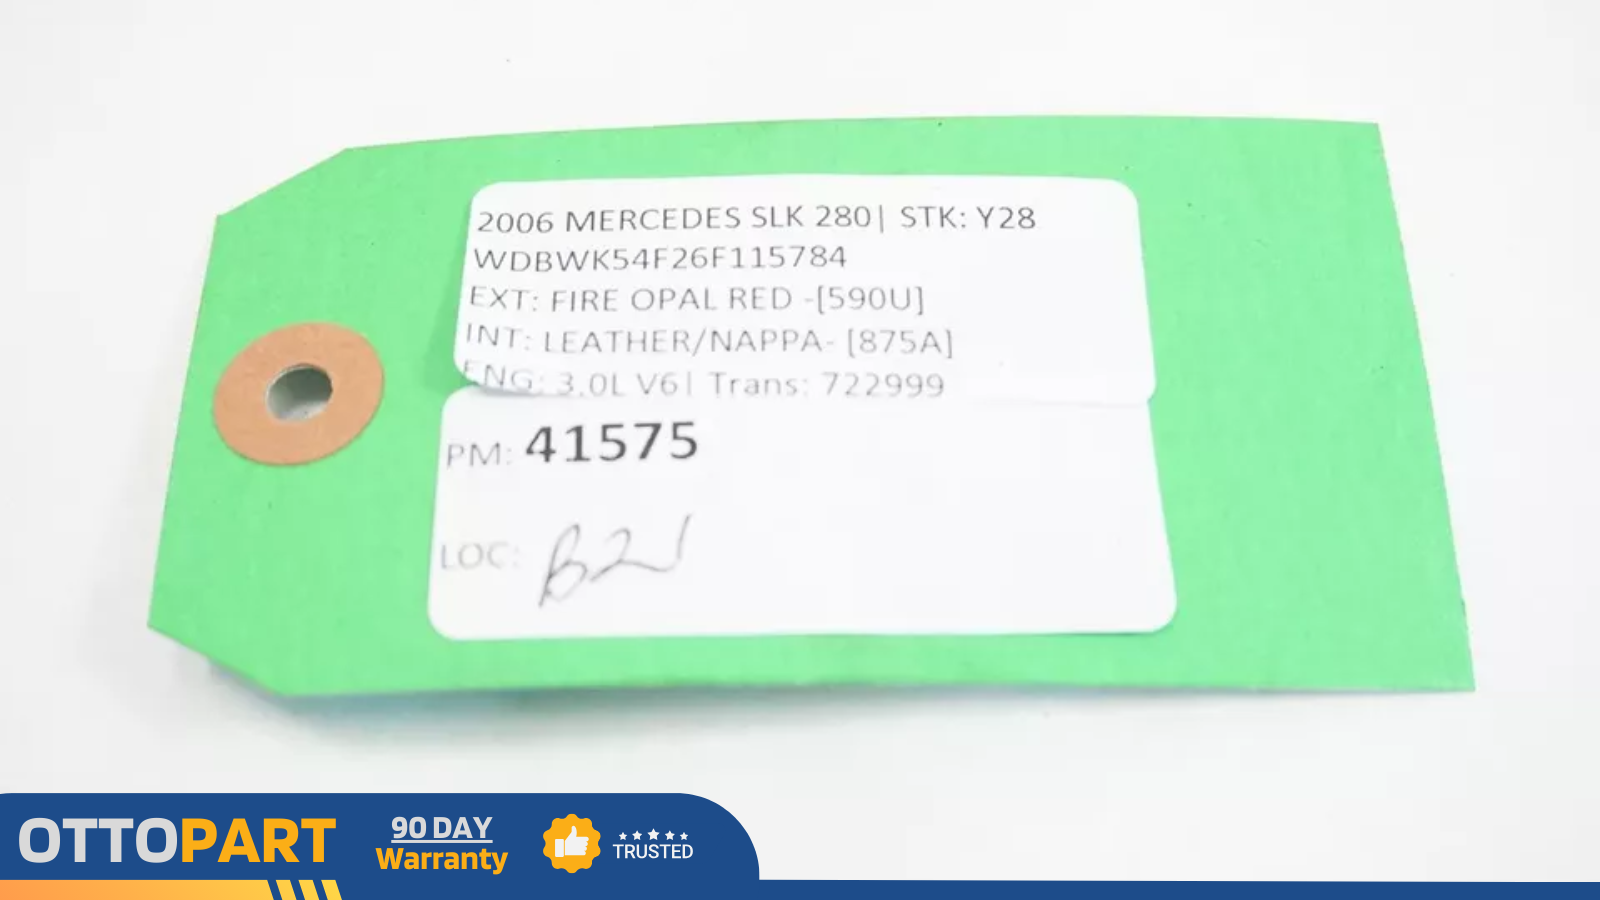 2006 MERCEDES SLK 280| STK: Y28
WDBWK54F26F115784
EXT: FIRE OPAL RED -[590U]
INT: LEATHER/NAPPA- [875A]
ENG: 3.0L V6| Trans: 722999
PM: 41575
LOC: B21
OTTOPART
90 DAY
Warranty
TRUSTED